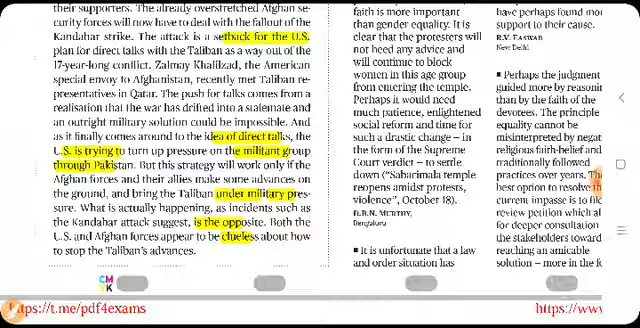 their supporters. The already overstretched Afghan se-
curity forces will now have to deal with the fallout of the
Kandahar strike. The attack is a setback for the U.S.
plan for direct talks with the Taliban as a way out of the
17-year-long conflict. Zalmay Khalilzad, the American
special envoy to Afghanistan, recently met Taliban re-
presentatives in Qatar. The push for talks comes from a
realisation that the war has drifted into a stalemate and
an outright military solution could be impossible. And
as it finally comes around to the idea of direct talks, the
U.S. is trying to turn up pressure on the militant group
through Pakistan. But this strategy will work only if the
Afghan forces and their allies make some advances on
the ground, and bring the Taliban under military pres-
sure. What is actually happening, as incidents such as
the Kandahar attack suggest, is the opposite. Both the
U.S. and Afghan forces appear to be clueless about how
to stop the Taliban's advances.
faith is more important
than gender equality. It is
clear that the protesters will
not heed any advice and
will continue to block
women in this age group
from entering the temple.
Perhaps it would need
much patience, enlightened
social reform and time for
such a drastic change – in
the form of the Supreme
Court verdict – to settle
down ("Sabarimala temple
reopens amidst protests,
violence", October 18).
D.B.N. MURTHY,
Bengaluru
■ It is unfortunate that a law
and order situation has
have perhaps found mo
support to their cause.
R.V. EASWAR
New Delhi
■ Perhaps the judgment
guided more by reasonin
than by the faith of the
devotees. The principle
equality cannot be
misinterpreted by negat
religious faith-belief and
traditionally followed
practices over years. The
best option to resolve th
current impasse is to file
review petition which al
for deeper consultation
the stakeholders toward
reaching an amicable
solution – more in the fo
CM
YK
https://t.me/pdf4exams
https://www